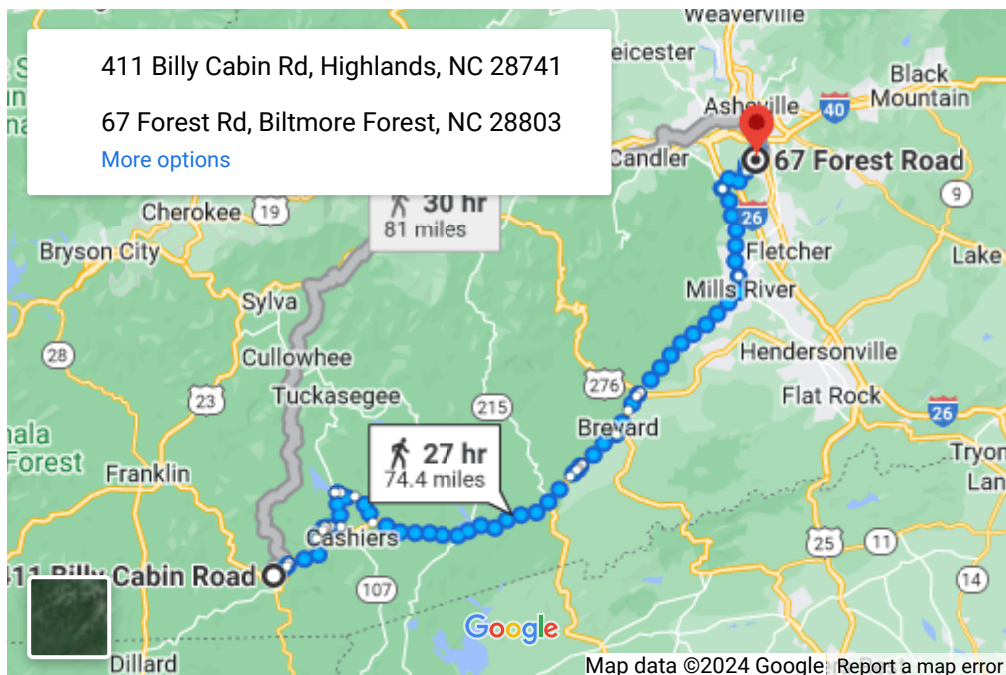 411 Billy Cabin Rd, Highlands, NC 28741
67 Forest Rd, Biltmore Forest, NC 28803
More options
Weaverville
eicester
Black
Mountain
Asheville
40
Candler
67 Forest Road
9
30 hr
81 miles
Cherokee
19
26
Bryson City
Fletcher
Lake
Mills River
Sylva
28
Cullowhee
Hendersonville
Tuckasegee
276
Flat Rock
23
215
26
Brevard
nala
Forest
27 hr
74.4 miles
Tryon
Lan
Franklin
Cashiers
25
11
411 Billy Cabin Road
107
14
Google
Dillard
Map data ©2024 Google
Report a map error